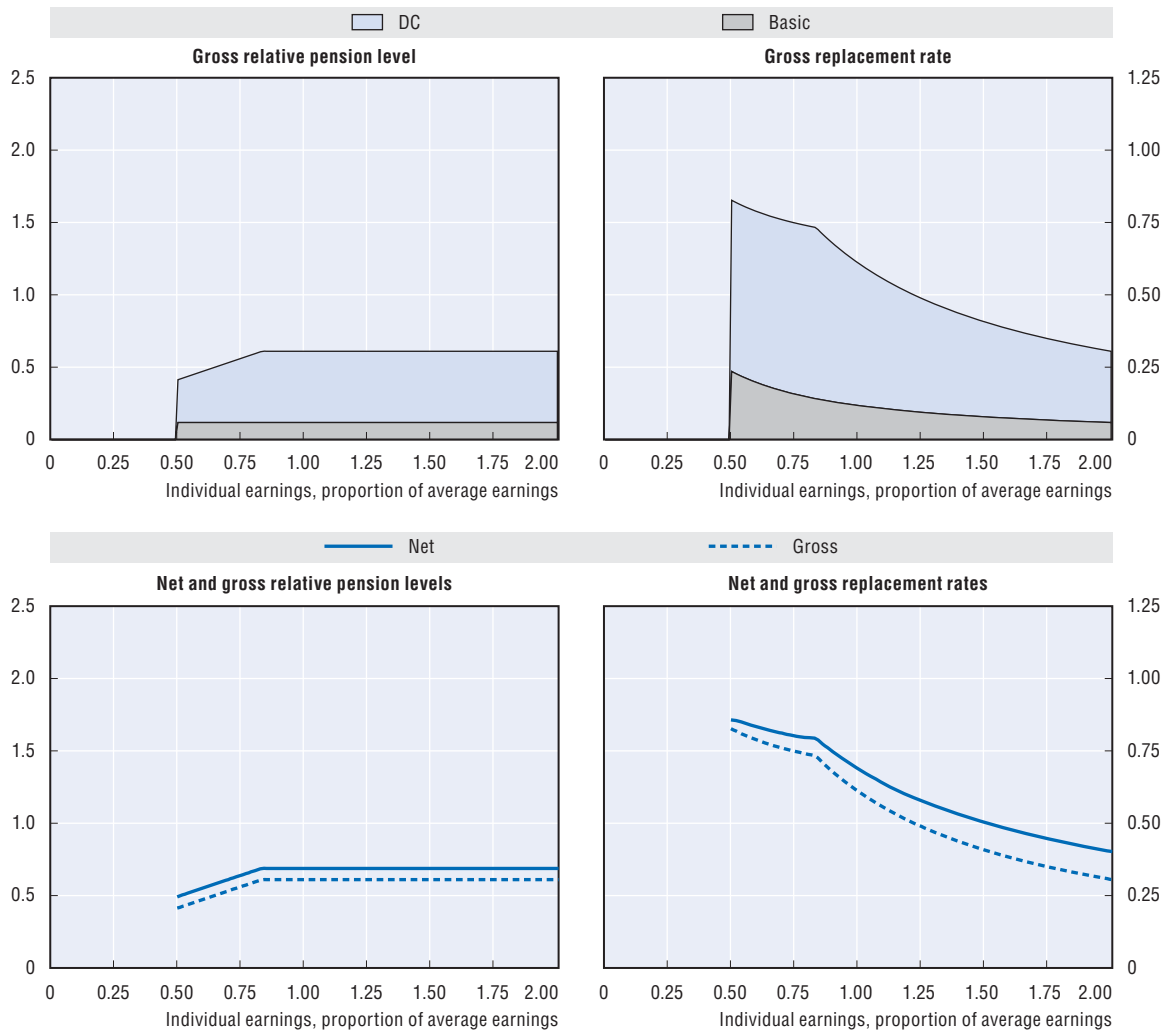 DC Basic
Gross relative pension level
Gross replacement rate
2.5
2.0
1.5
1.0
0.5
0
0 0.25 0.50 0.75 1.00 1.25 1.50 1.75 2.00
Individual earnings, proportion of average earnings
1.25
1.00
0.75
0.50
0.25
0
0 0.25 0.50 0.75 1.00 1.25 1.50 1.75 2.00
Individual earnings, proportion of average earnings
Net Gross
Net and gross relative pension levels
Net and gross replacement rates
2.5
2.0
1.5
1.0
0.5
0
0 0.25 0.50 0.75 1.00 1.25 1.50 1.75 2.00
Individual earnings, proportion of average earnings
1.25
1.00
0.75
0.50
0.25
0
0 0.25 0.50 0.75 1.00 1.25 1.50 1.75 2.00
Individual earnings, proportion of average earnings